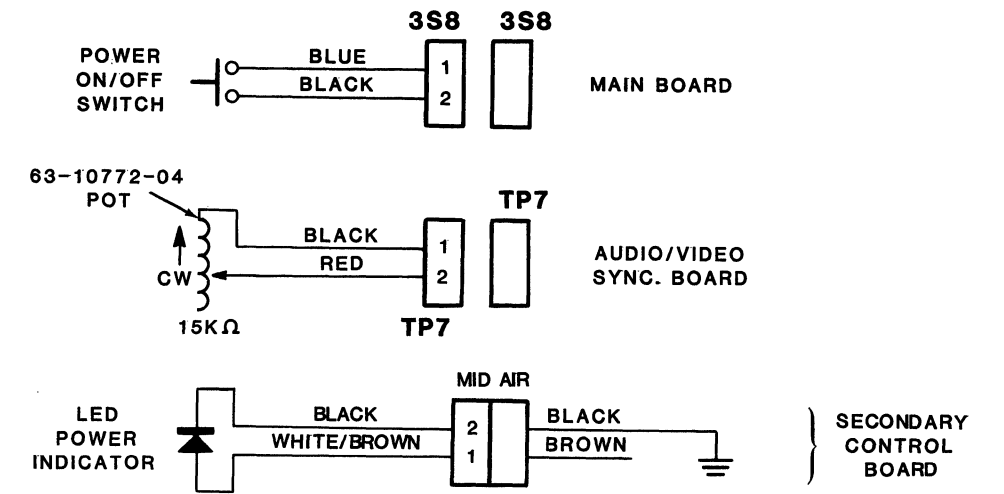 3S8 3S8
POWER
ON/OFF
SWITCH
BLUE
BLACK
1
2
MAIN BOARD
63-10772-04
POT
CW
15KΩ
BLACK
RED
1
2
TP7
TP7
AUDIO/VIDEO
SYNC. BOARD
MID AIR
LED
POWER
INDICATOR
BLACK
WHITE/BROWN
2
1
BLACK
BROWN
SECONDARY
CONTROL
BOARD